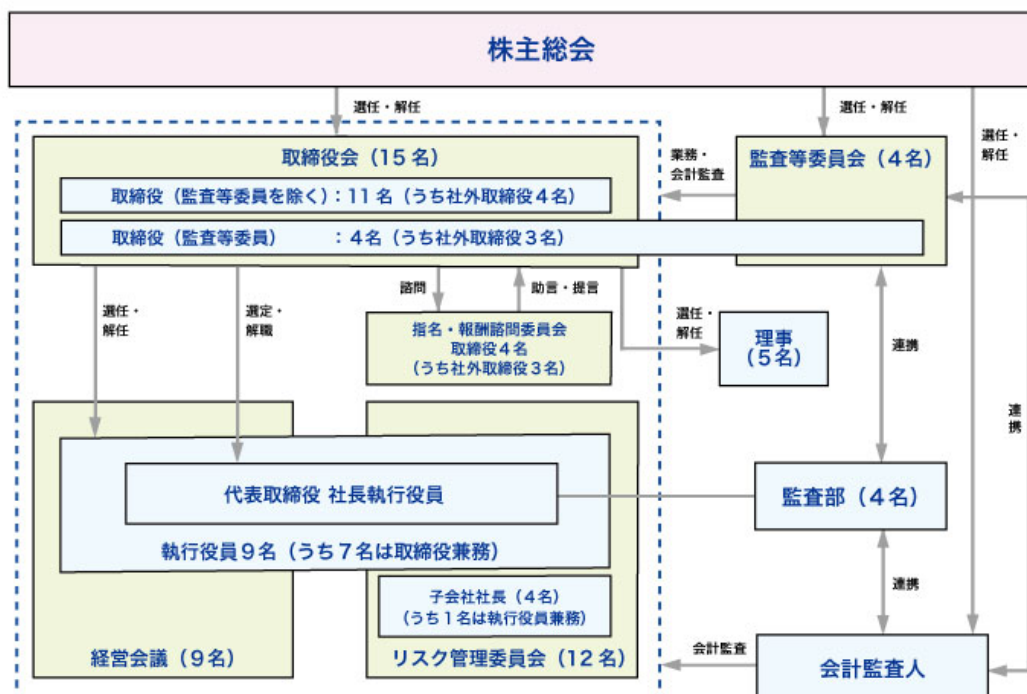 株主総会
選任・解任
選任・解任
選任・
解任
取締役会(15名)
取締役(監査等委員を除く):11名(うち社外取締役4名)
取締役(監査等委員) :4名(うち社外取締役3名)
業務・
会計監査
監査等委員会(4名)
選任・
解任
選定・
解職
諮問
助言・提言
指名・報酬諮問委員会
取締役4名
(うち社外取締役3名)
選任・
解任
理事
(5名)
連携
連
携
代表取締役 社長執行役員
執行役員9名(うち7名は取締役兼務)
監査部(4名)
連携
子会社社長(4名)
(うち1名は執行役員兼務)
経営会議(9名)
リスク管理委員会(12名)
会計監査
会計監査人